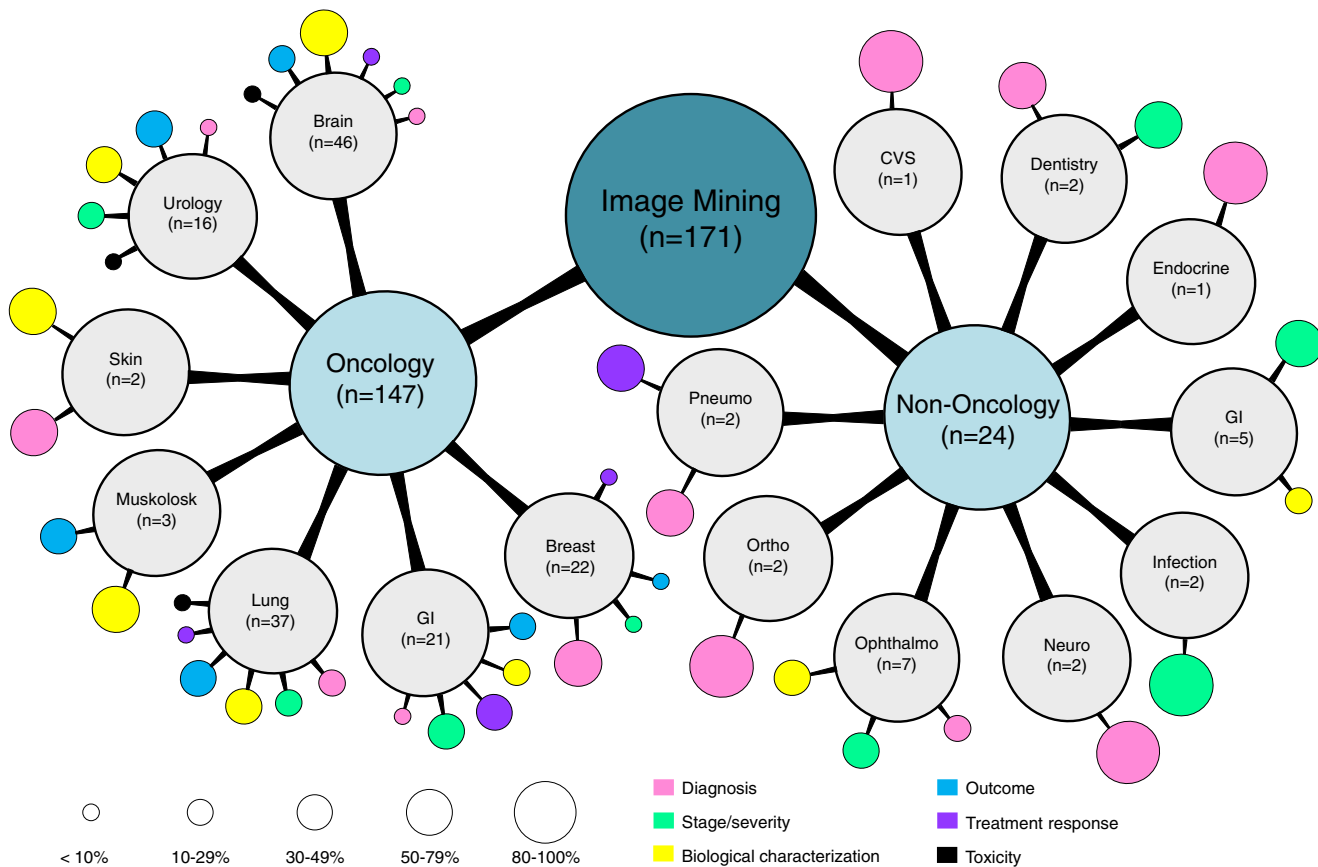 Image Mining
(n=171)
Oncology
(n=147)
Brain
(n=46)
Urology
(n=16)
Skin
(n=2)
Muskolosk
(n=3)
Lung
(n=37)
GI
(n=21)
Breast
(n=22)
Non-Oncology
(n=24)
CVS
(n=1)
Dentistry
(n=2)
Endocrine
(n=1)
GI
(n=5)
Infection
(n=2)
Neuro
(n=2)
Ophthalmo
(n=7)
Ortho
(n=2)
Pneumo
(n=2)
< 10%
10-29%
30-49%
50-79%
80-100%
Diagnosis
Stage/severity
Biological characterization
Outcome
Treatment response
Toxicity